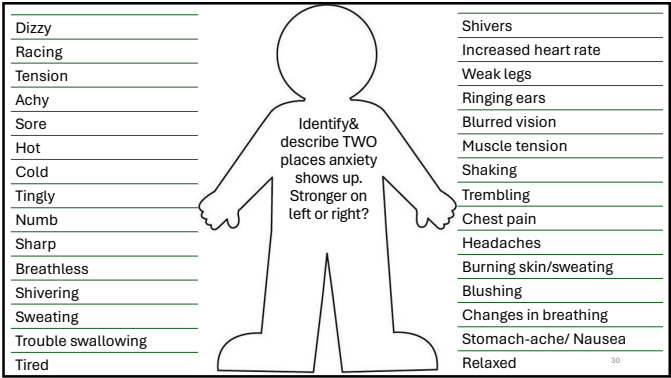 Dizzy
Racing
Tension
Achy
Sore
Hot
Cold
Tingly
Numb
Sharp
Breathless
Shivering
Sweating
Trouble swallowing
Tired
Identify&
describe TWO
places anxiety
shows up.
Stronger on
left or right?
Shivers
Increased heart rate
Weak legs
Ringing ears
Blurred vision
Muscle tension
Shaking
Trembling
Chest pain
Headaches
Burning skin/sweating
Blushing
Changes in breathing
Stomach-ache/ Nausea
Relaxed
30